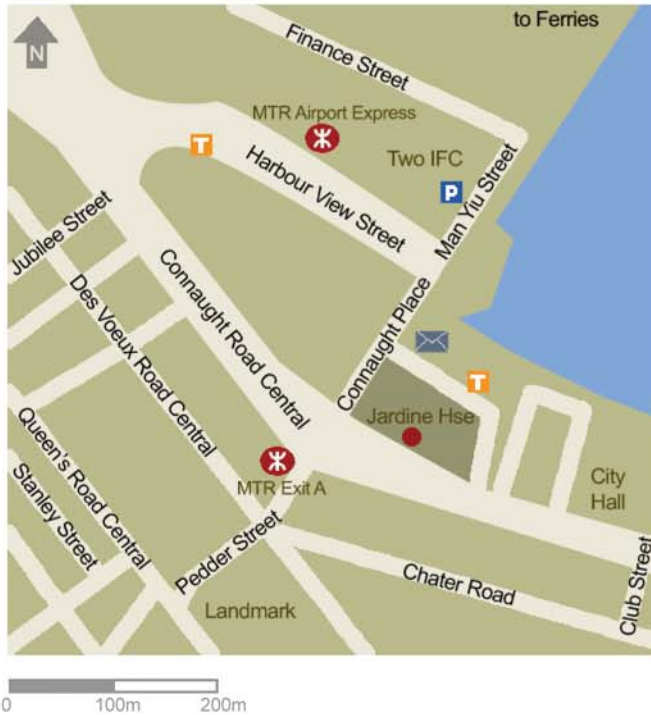 to Ferries
Finance Street
N
MTR Airport Express
T
Two IFC
P
Harbour View Street
Man Yiu Street
Jubilee Street
Connaught Road Central
Des Voeux Road Central
Connaught Place
T
Jardine Hse
Queen's Road Central
MTR Exit A
City
Hall
Stanley Street
Pedder Street
Chater Road
Club Street
Landmark
0 100m 200m